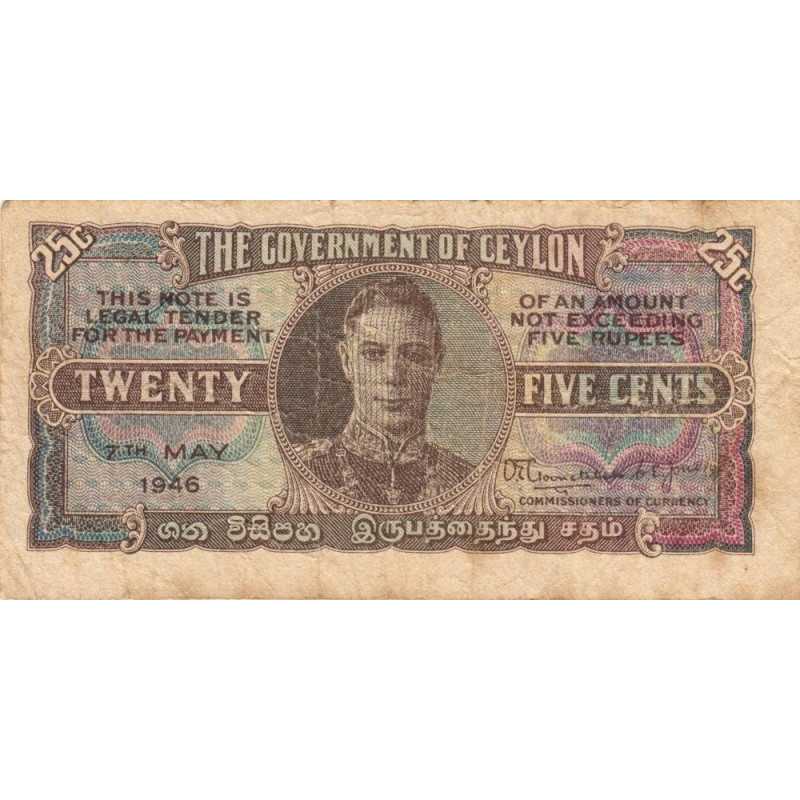 25c
THE GOVERNMENT OF CEYLON
25c
THIS NOTE IS
LEGAL TENDER
FOR THE PAYMENT
OF AN AMOUNT
NOT EXCEEDING
FIVE RUPEES
TWENTY FIVE CENTS
7TH MAY
1946
COMMISSIONERS OF CURRENCY
ශත විසිපහ இருபத்தைந்து சதம்